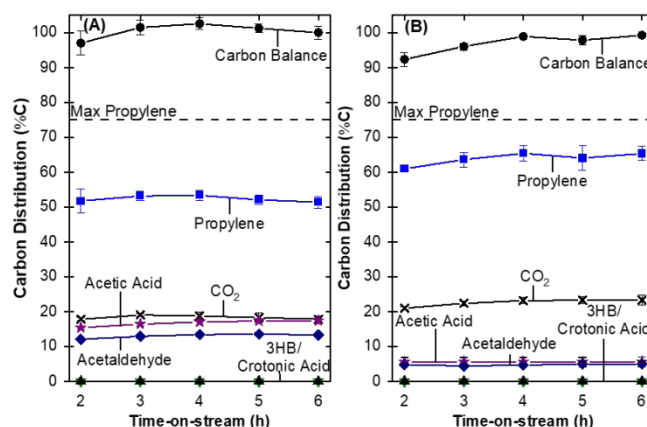 (A)
Carbon Balance
Max Propylene
Propylene
Acetic Acid
CO2
Acetaldehyde
3HB/
Crotonic Acid
Carbon Distribution (%C)
100
90
80
70
60
50
40
30
20
10
0
2 3 4 5 6
Time-on-stream (h)
(B)
Carbon Balance
Max Propylene
Propylene
CO2
3HB/
Crotonic Acid
Acetic Acid
Acetaldehyde
Carbon Distribution (%C)
100
90
80
70
60
50
40
30
20
10
0
2 3 4 5 6
Time-on-stream (h)